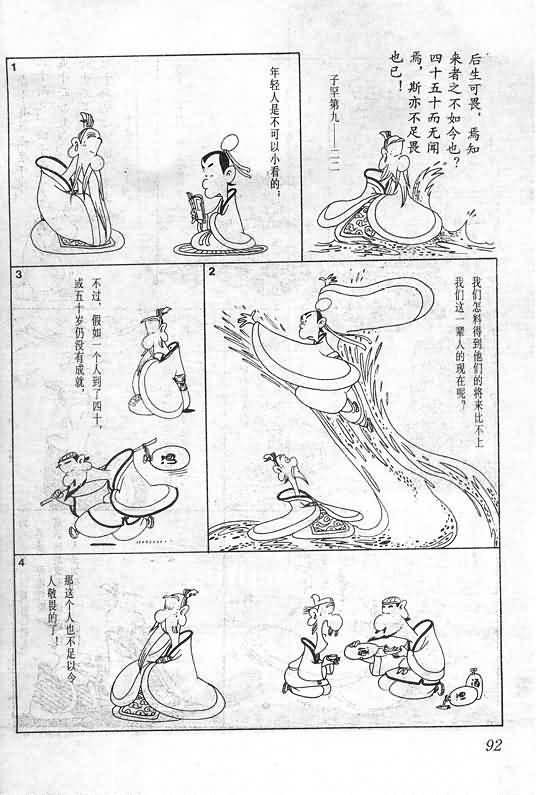 后生可畏，焉知
来者之不如今也？
四十五十而无闻
焉，斯亦不足畏
也已！
子罕第九——二二
1
年轻人是不可以小看的；
2
我们怎料得到他们的将来比不上
我们这一辈人的现在呢？
3
不过，假如一个人到了四十，
或五十岁仍没有成就，
酒
4
那这个人也不足以令
人敬畏的了！
酒
92